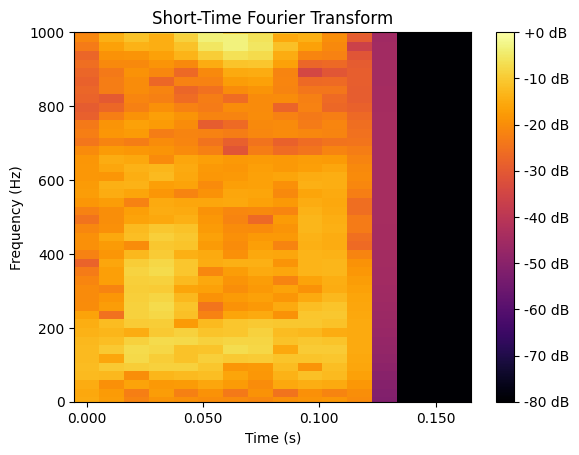 Short-Time Fourier Transform
Frequency (Hz)
1000
800
600
400
200
0
0.000
0.050
0.100
0.150
Time (s)
+0 dB
-10 dB
-20 dB
-30 dB
-40 dB
-50 dB
-60 dB
-70 dB
-80 dB